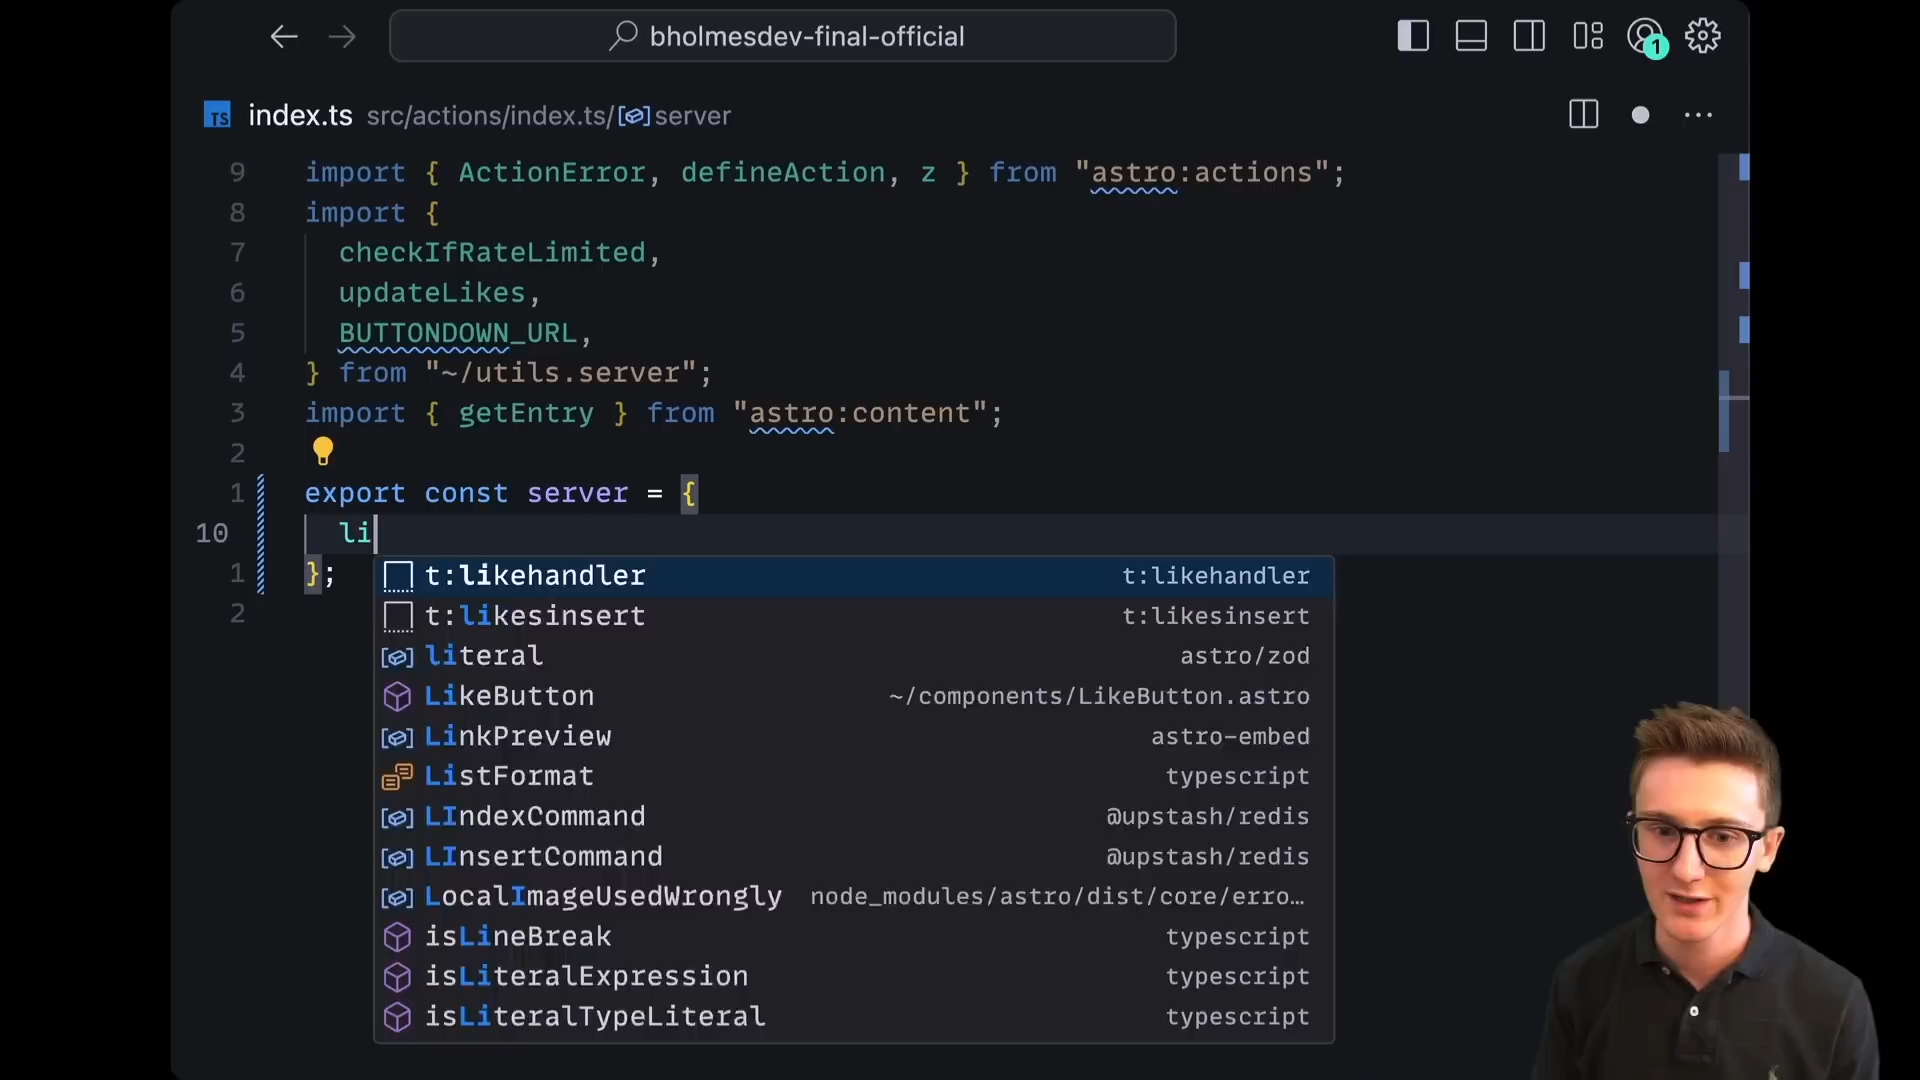 bholmesdev-final-official
1
TS index.ts src/actions/index.ts/server
9 import { ActionError, defineAction, z } from "astro:actions";
8 import {
7 checkIfRateLimited,
6 updateLikes,
5 BUTTONDOWN_URL,
4 } from "~/utils.server";
3 import { getEntry } from "astro:content";
2
1 export const server = {
10 li
1 };
2
t:likehandler t:likehandler
t:likesinsert t:likesinsert
literal astro/zod
LikeButton ~/components/LikeButton.astro
LinkPreview astro-embed
ListFormat typescript
LIndexCommand @upstash/redis
LInsertCommand @upstash/redis
LocalImageUsedWrongly node_modules/astro/dist/core/erro…
isLineBreak typescript
isLiteralExpression typescript
isLiteralTypeLiteral typescript